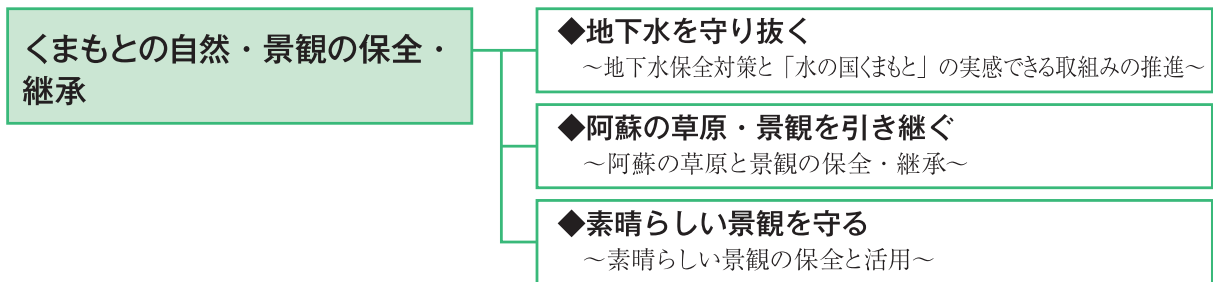 くまもとの自然・景観の保全・
継承
◆地下水を守り抜く
～地下水保全対策と「水の国くまもと」の実感できる取組みの推進～
◆阿蘇の草原・景観を引き継ぐ
～阿蘇の草原と景観の保全・継承～
◆素晴らしい景観を守る
～素晴らしい景観の保全と活用～